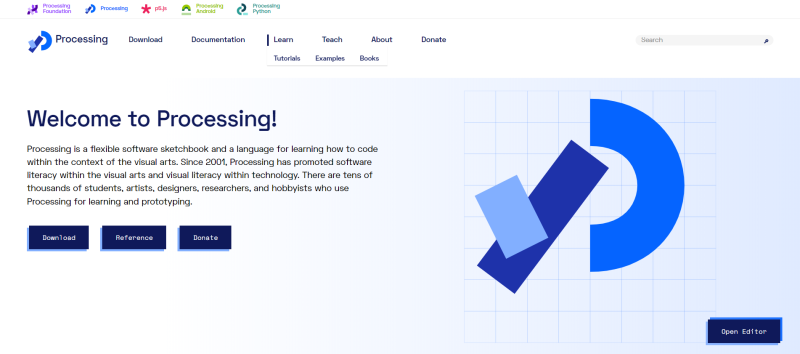 Processing
Foundation
Processing
p5.js
Processing
Android
Processing
Python
Processing
Download
Documentation
Learn
Teach
About
Donate
Search
Tutorials
Examples
Books
Welcome to Processing!
Processing is a flexible software sketchbook and a language for learning how to code
within the context of the visual arts. Since 2001, Processing has promoted software
literacy within the visual arts and visual literacy within technology. There are tens of
thousands of students, artists, designers, researchers, and hobbyists who use
Processing for learning and prototyping.
Download
Reference
Donate
Open Editor